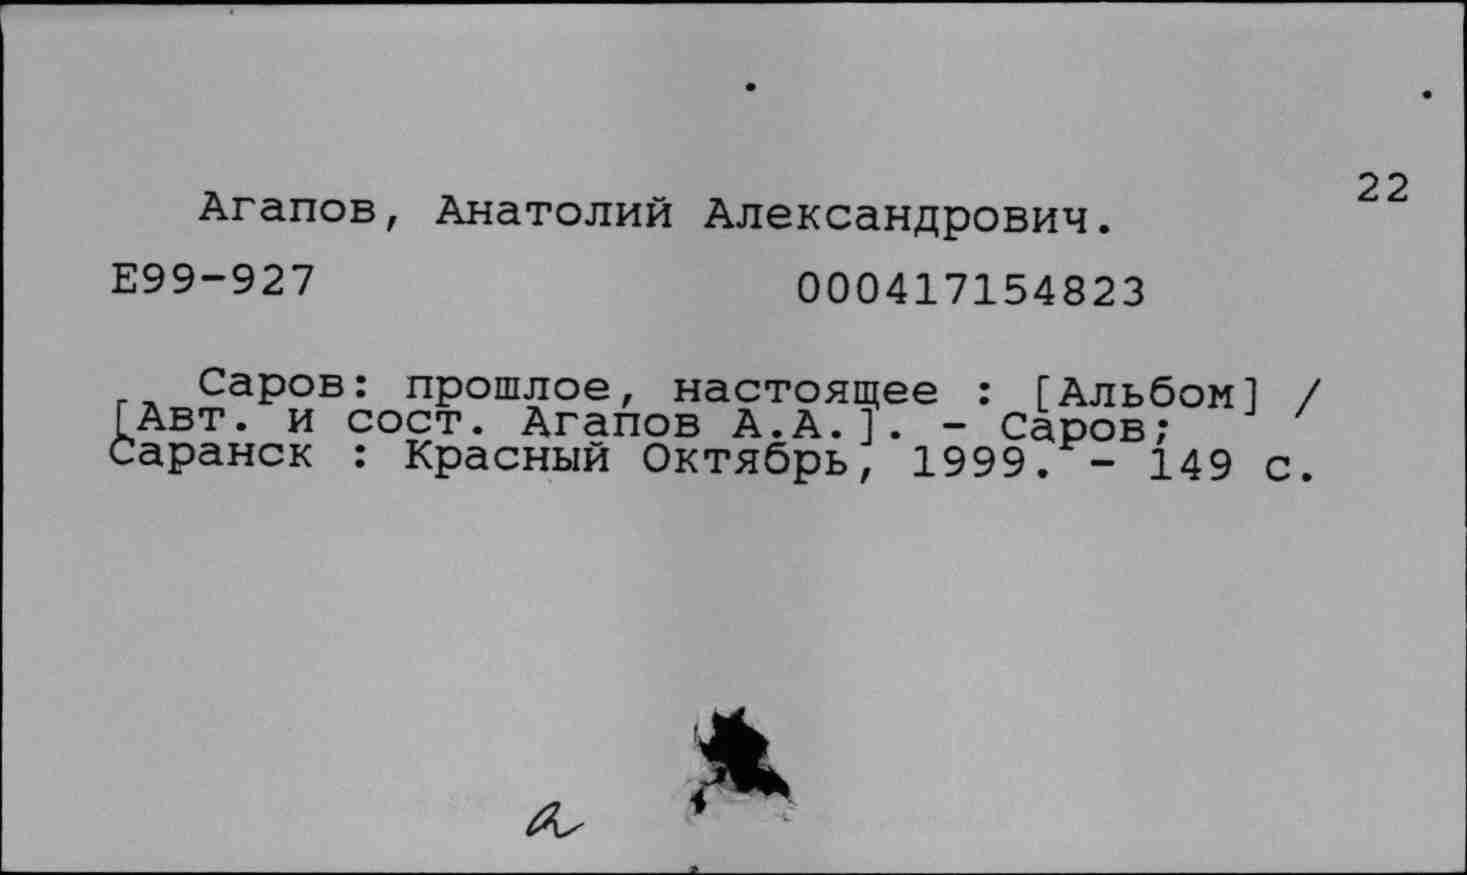 22
Агапов, Анатолий Александрович.
Е99-927 000417154823
Саров: прошлое, настоящее : [Альбом] /
[Авт. и сост. Агапов А.А.]. - Саров;
Саранск : Красный Октябрь, 1999. - 149 с.